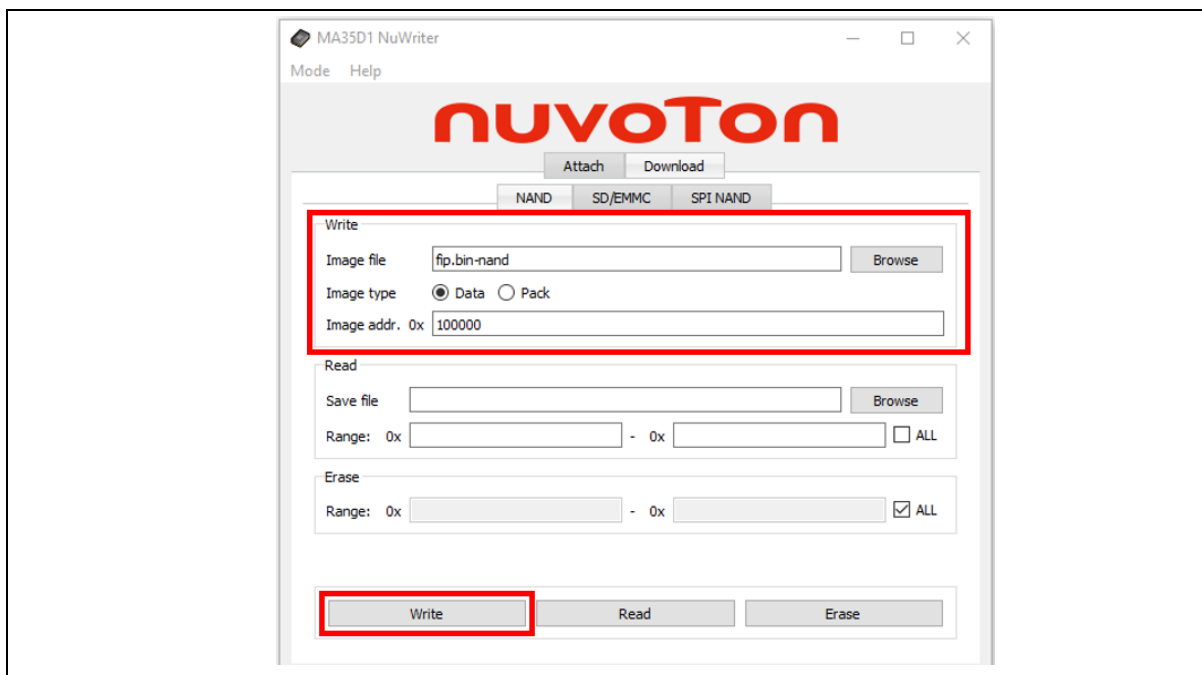 MA35D1 NuWriter
Mode Help
nuvoTon
Attach Download
NAND SD/EMMC SPI NAND
Write
Image file fip.bin-nand Browse
Image type Data Pack
Image addr. 0x 100000
Read
Save file Browse
Range: 0x - 0x ALL
Erase
Range: 0x - 0x ALL
Write Read Erase